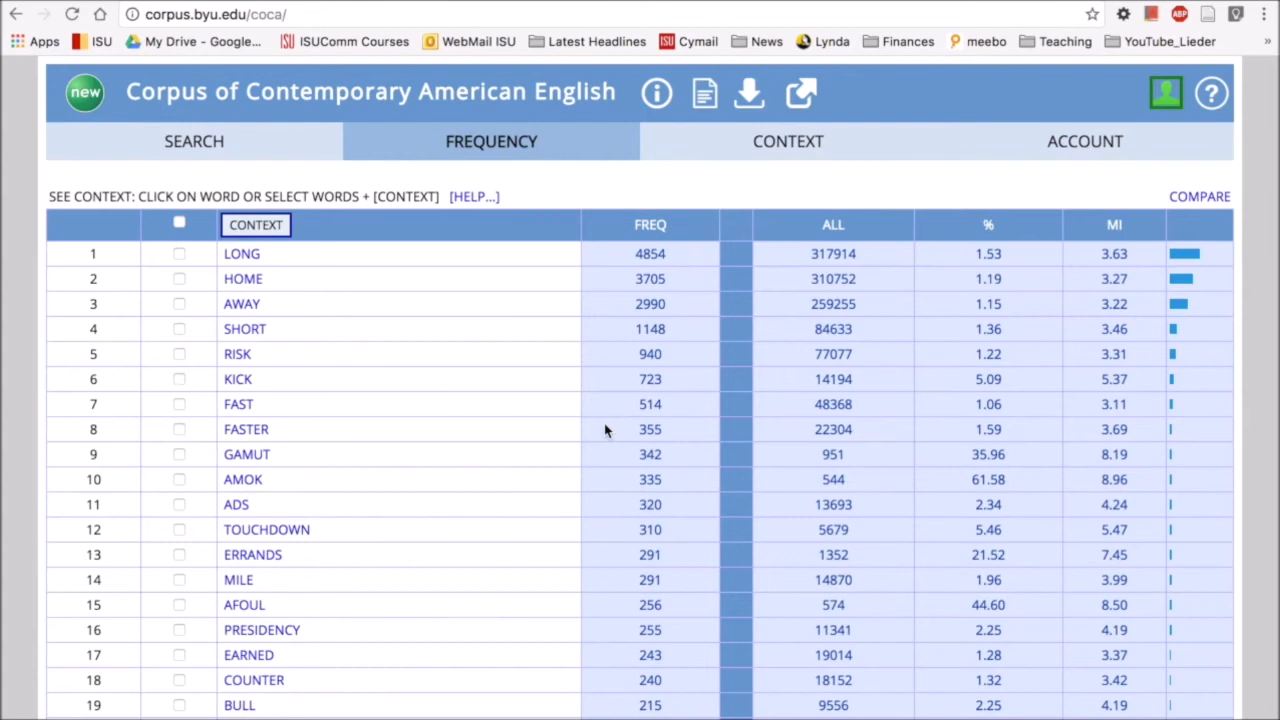 corpus.byu.edu/coca/
ABP
Apps ISU My Drive - Google... ISU ISUComm Courses WebMail ISU Latest Headlines ISU Cymail News Lynda Finances meebo Teaching YouTube_Lieder »
new Corpus of Contemporary American English
SEARCH FREQUENCY CONTEXT ACCOUNT
SEE CONTEXT: CLICK ON WORD OR SELECT WORDS + [CONTEXT] [HELP...] COMPARE
CONTEXT FREQ ALL % MI
1 LONG 4854 317914 1.53 3.63
2 HOME 3705 310752 1.19 3.27
3 AWAY 2990 259255 1.15 3.22
4 SHORT 1148 84633 1.36 3.46
5 RISK 940 77077 1.22 3.31
6 KICK 723 14194 5.09 5.37
7 FAST 514 48368 1.06 3.11
8 FASTER 355 22304 1.59 3.69
9 GAMUT 342 951 35.96 8.19
10 AMOK 335 544 61.58 8.96
11 ADS 320 13693 2.34 4.24
12 TOUCHDOWN 310 5679 5.46 5.47
13 ERRANDS 291 1352 21.52 7.45
14 MILE 291 14870 1.96 3.99
15 AFOUL 256 574 44.60 8.50
16 PRESIDENCY 255 11341 2.25 4.19
17 EARNED 243 19014 1.28 3.37
18 COUNTER 240 18152 1.32 3.42
19 BULL 215 9556 2.25 4.19